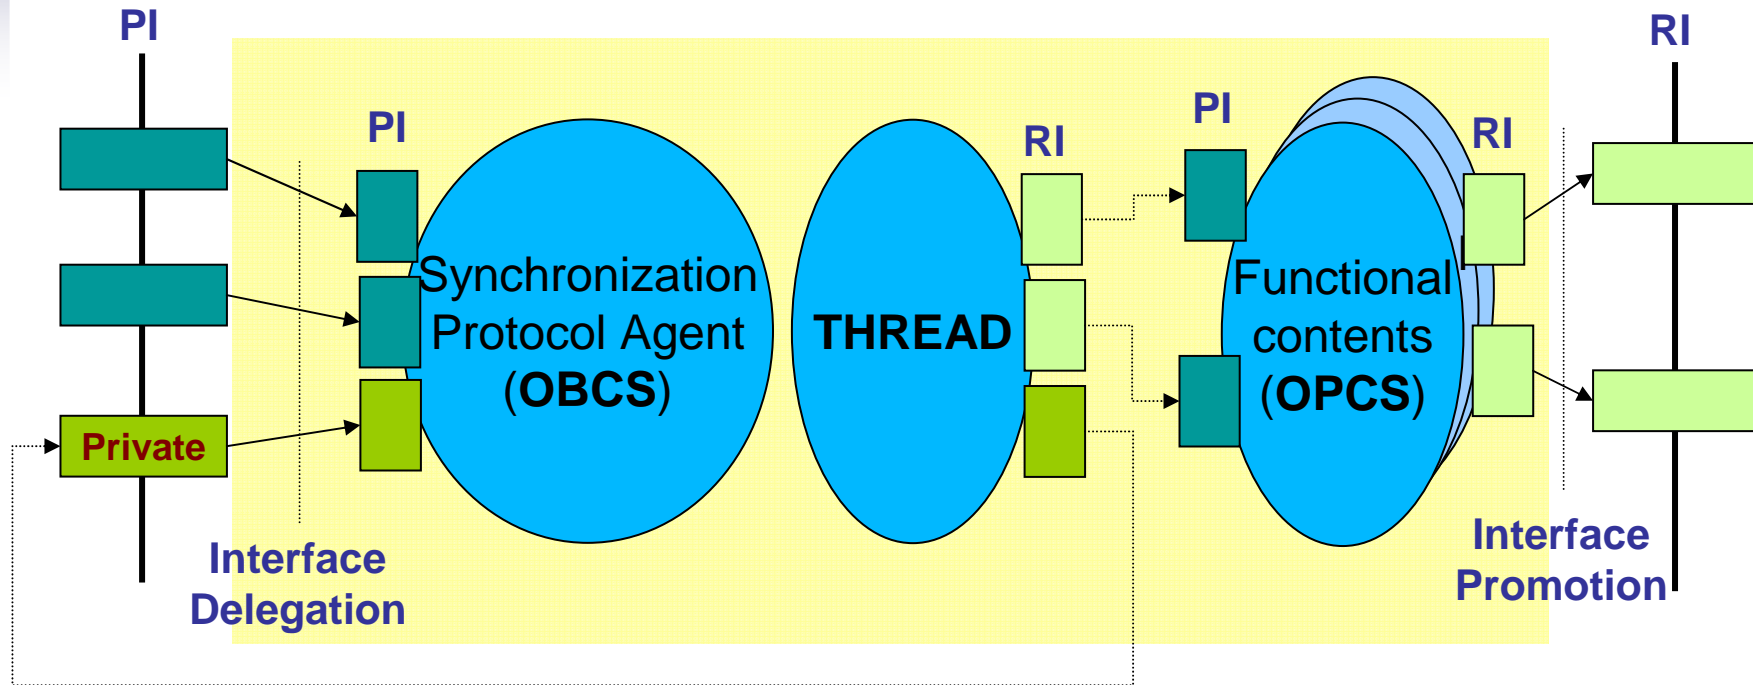 PI
RI
PI
RI
PI
RI
Synchronization
Protocol Agent
(OBCS)
THREAD
Functional
contents
(OPCS)
Private
Interface
Delegation
Interface
Promotion